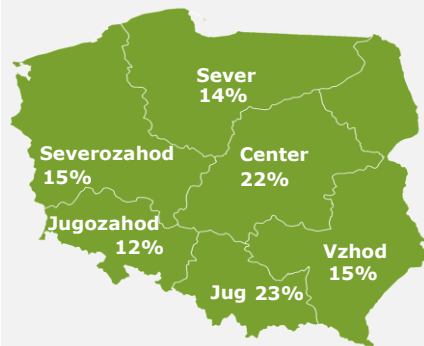 Sever
14%
Severozahod
15%
Center
22%
Jugozahod
12%
Vzhod
15%
Jug 23%